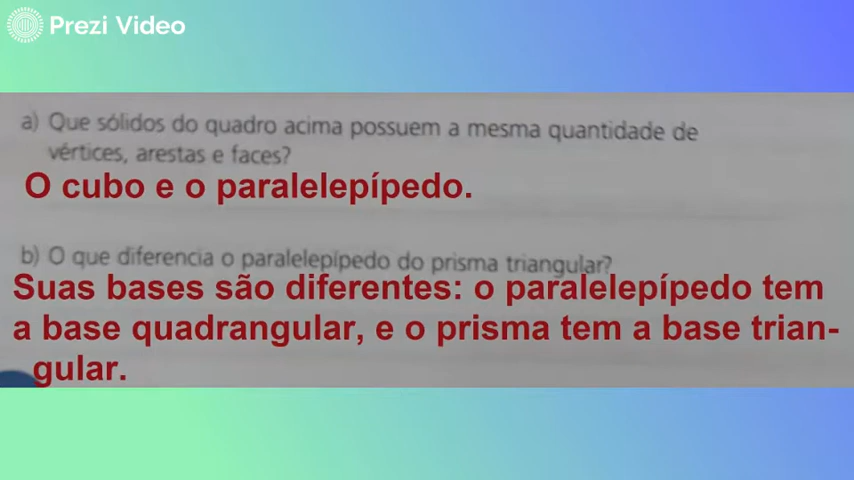 Prezi Video
a) Que sólidos do quadro acima possuem a mesma quantidade de
vértices, arestas e faces?
O cubo e o paralelepípedo.
b) O que diferencia o paralelepípedo do prisma triangular?
Suas bases são diferentes: o paralelepípedo tem
a base quadrangular, e o prisma tem a base trian-
gular.